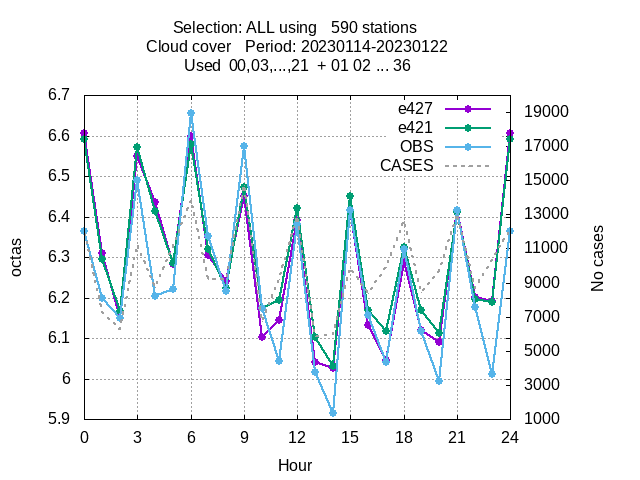 Selection: ALL using   590 stations
Cloud cover   Period: 20230114-20230122
Used  00,03,...,21  + 01 02 ... 36
6.7
6.6
6.5
6.4
6.3
6.2
6.1
6
5.9
octas
e427
e421
OBS
CASES
19000
17000
15000
13000
11000
9000
7000
5000
3000
1000
No cases
0 3 6 9 12 15 18 21 24
Hour